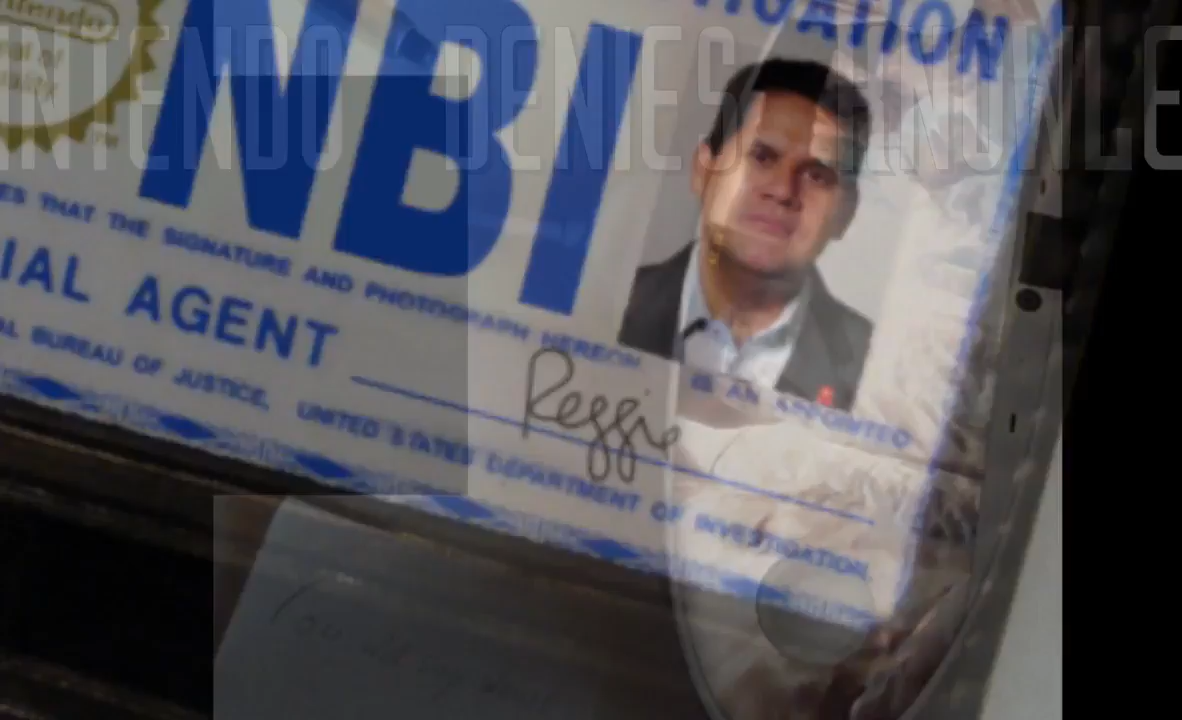 NINTENDO DENIES KNOWLE
NBI
ES THAT THE SIGNATURE AND PHOTOGRAPH HEREON IS AN APPOINTED
IAL AGENT
Reggie
AL BUREAU OF JUSTICE, UNITED STATES DEPARTMENT OF INVESTIGATION.